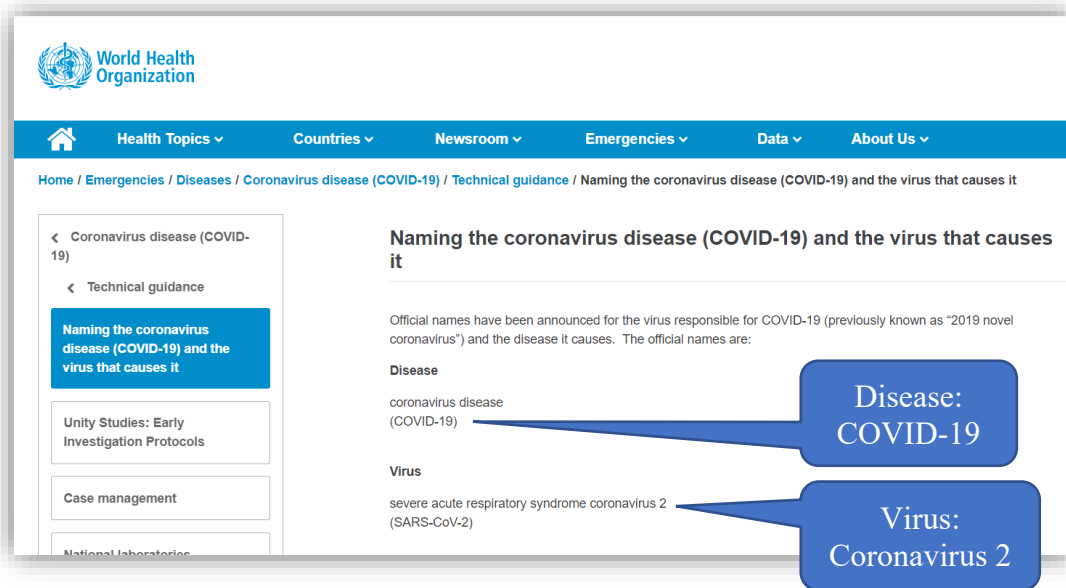 World Health
Organization
Health Topics
Countries
Newsroom
Emergencies
Data
About Us
Home / Emergencies / Diseases / Coronavirus disease (COVID-19) / Technical guidance / Naming the coronavirus disease (COVID-19) and the virus that causes it
Coronavirus disease (COVID-
19)
Technical guidance
Naming the coronavirus
disease (COVID-19) and the
virus that causes it
Unity Studies: Early
Investigation Protocols
Case management
National laboratories
Naming the coronavirus disease (COVID-19) and the virus that causes
it
Official names have been announced for the virus responsible for COVID-19 (previously known as “2019 novel
coronavirus”) and the disease it causes.  The official names are:
Disease
coronavirus disease
(COVID-19)
Disease:
COVID-19
Virus
severe acute respiratory syndrome coronavirus 2
(SARS-CoV-2)
Virus:
Coronavirus 2